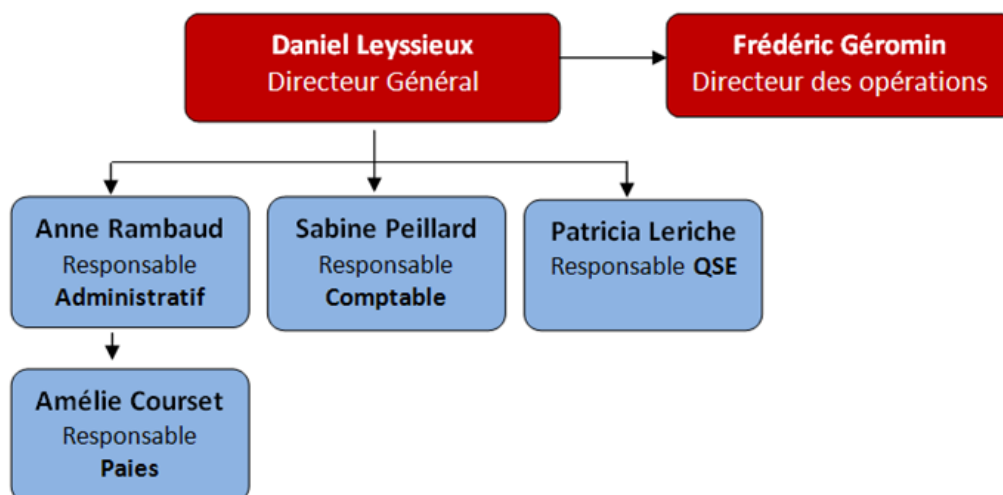 Daniel Leyssieux
Directeur Général
Frédéric Géromin
Directeur des opérations
Anne Rambaud
Responsable
Administratif
Sabine Peillard
Responsable
Comptable
Patricia Leriche
Responsable QSE
Amélie Courset
Responsable
Paies